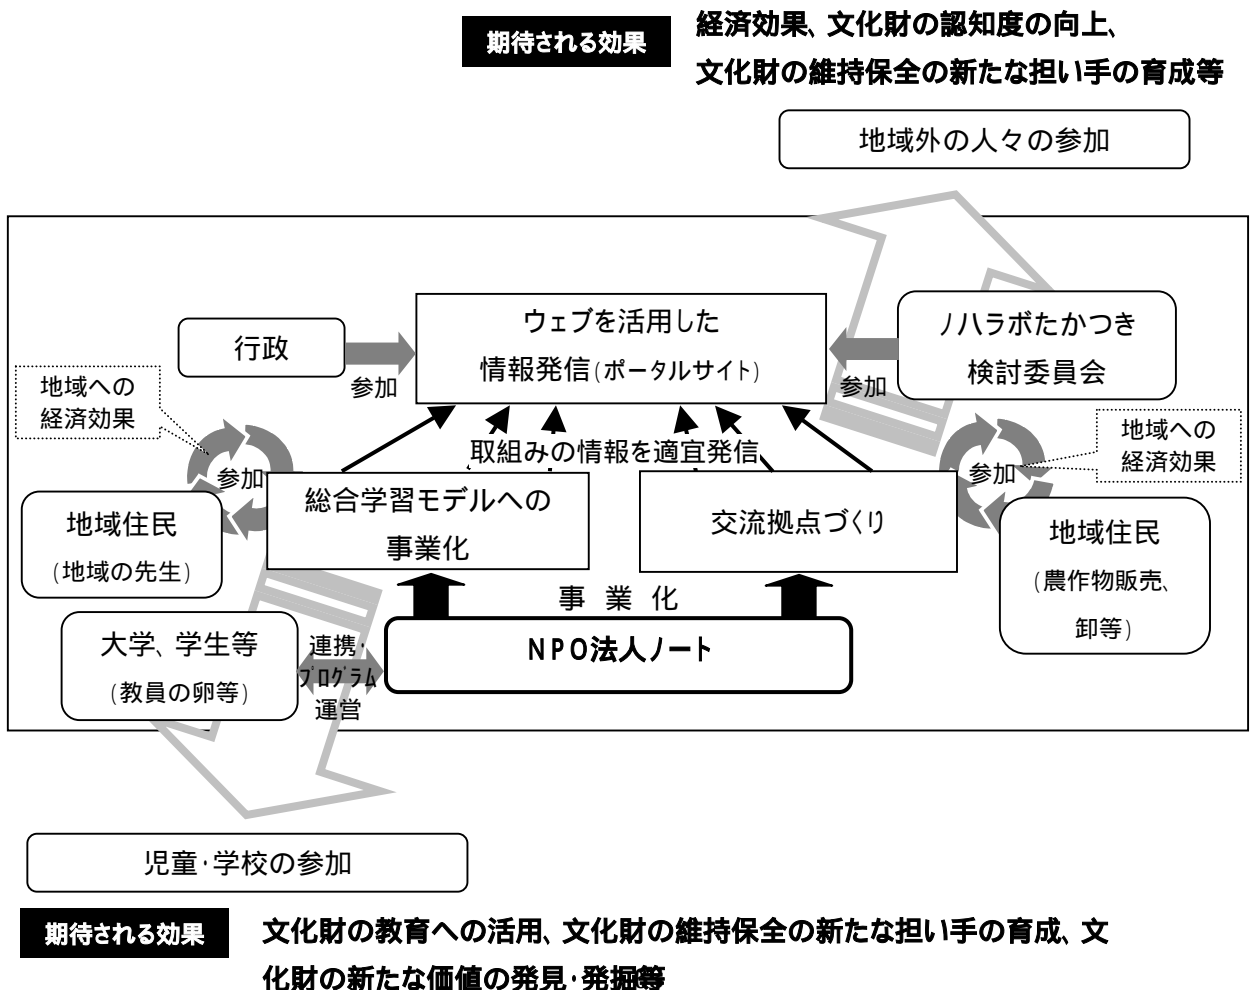 期待される効果
経済効果、文化財の認知度の向上、
文化財の維持保全の新たな担い手の育成等
地域外の人々の参加
ウェブを活用した
情報発信(ポータルサイト)
行政
参加
ノハラボたかつき
検討委員会
参加
地域への
経済効果
取組みの情報を適宜発信
地域への
経済効果
参加
参加
総合学習モデルへの
事業化
交流拠点づくり
地域住民
(地域の先生)
地域住民
(農作物販売、
卸等)
事業化
大学、学生等
(教員の卵等)
連携・
プログラム
運営
NPO法人ノート
児童・学校の参加
期待される効果
文化財の教育への活用、文化財の維持保全の新たな担い手の育成、文
化財の新たな価値の発見・発掘等